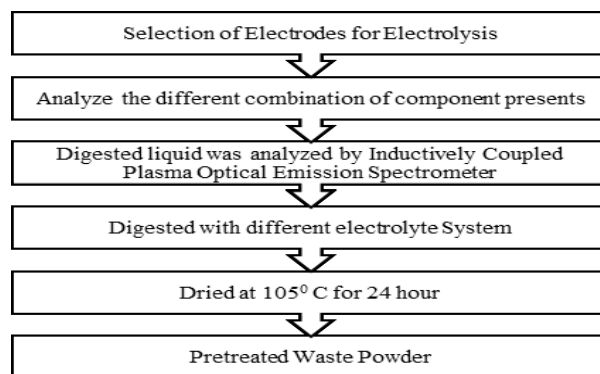 Selection of Electrodes for Electrolysis
Analyze the different combination of component presents
Digested liquid was analyzed by Inductively Coupled
Plasma Optical Emission Spectrometer
Digested with different electrolyte System
Dried at 105⁰ C for 24 hour
Pretreated Waste Powder